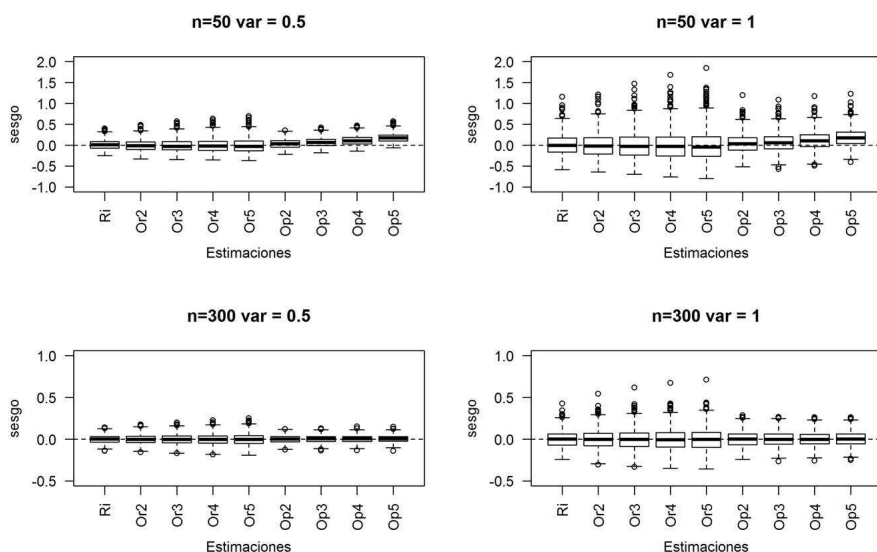 n=50 var = 0.5
sesgo
2.0
1.5
1.0
0.5
0.0
-0.5
-1.0
Ri Or2 Or3 Or4 Or5 Op2 Op3 Op4 Op5
Estimaciones
n=50 var = 1
sesgo
2.0
1.5
1.0
0.5
0.0
-0.5
-1.0
Ri Or2 Or3 Or4 Or5 Op2 Op3 Op4 Op5
Estimaciones
n=300 var = 0.5
sesgo
1.0
0.5
0.0
-0.5
Ri Or2 Or3 Or4 Or5 Op2 Op3 Op4 Op5
Estimaciones
n=300 var = 1
sesgo
1.0
0.5
0.0
-0.5
Ri Or2 Or3 Or4 Or5 Op2 Op3 Op4 Op5
Estimaciones